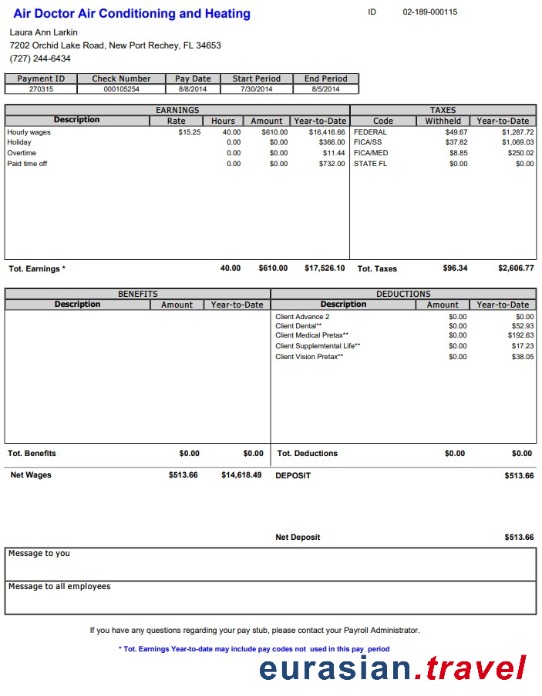 Air Doctor Air Conditioning and Heating ID 02-189-000115
Laura Ann Larkin
7202 Orchid Lake Road, New Port Rechey, FL 34653
(727) 244-6434
Payment ID Check Number Pay Date Start Period End Period
270315 000105254 8/8/2014 7/30/2014 8/5/2014
EARNINGS TAXES
Description Rate Hours Amount Year-to-Date Code Withheld Year-to-Date
Hourly wages $15.25 40.00 $610.00 $16,416.66 FEDERAL $49.67 $1,287.72
Holiday 0.00 $0.00 $366.00 FICA/SS $37.82 $1,069.03
Overtime 0.00 $0.00 $11.44 FICA/MED $8.85 $250.02
Paid time off 0.00 $0.00 $732.00 STATE FL $0.00 $0.00
Tot. Earnings * 40.00 $610.00 $17,526.10 Tot. Taxes $96.34 $2,606.77
BENEFITS DEDUCTIONS
Description Amount Year-to-Date Description Amount Year-to-Date
Client Advance 2 $0.00 $0.00
Client Dental** $0.00 $52.93
Client Medical Pretax** $0.00 $192.63
Client Supplemtental Life** $0.00 $17.23
Client Vision Pretax** $0.00 $38.05
Tot. Benefits $0.00 $0.00 Tot. Deductions $0.00 $0.00
Net Wages $513.66 $14,618.49 DEPOSIT $513.66
Net Deposit $513.66
Message to you
Message to all employees
If you have any questions regarding your pay stub, please contact your Payroll Administrator.
* Tot. Earnings Year-to-date may include pay codes not used in this pay period
eurasian.travel